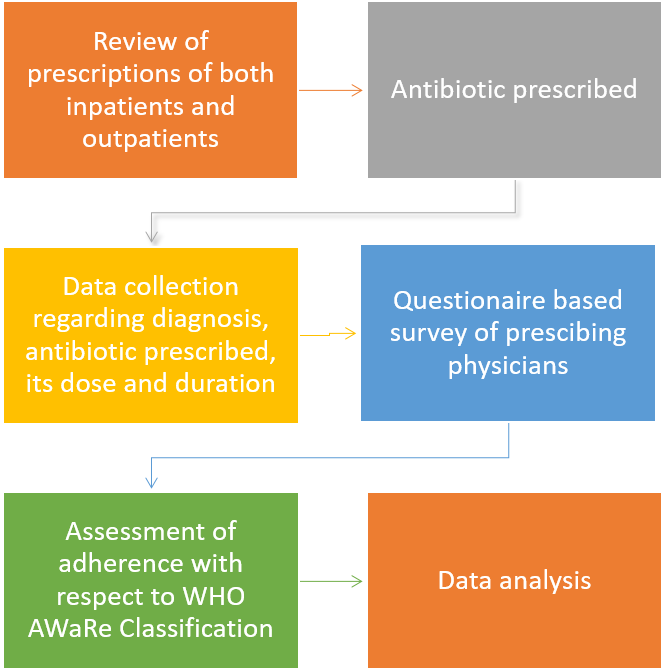 Review of
prescriptions of both
inpatients and
outpatients
Antibiotic prescribed
Data collection
regarding diagnosis,
antibiotic prescribed,
its dose and duration
Questionaire based
survey of prescibing
physicians
Assessment of
adherence with
respect to WHO
AWaRe Classification
Data analysis